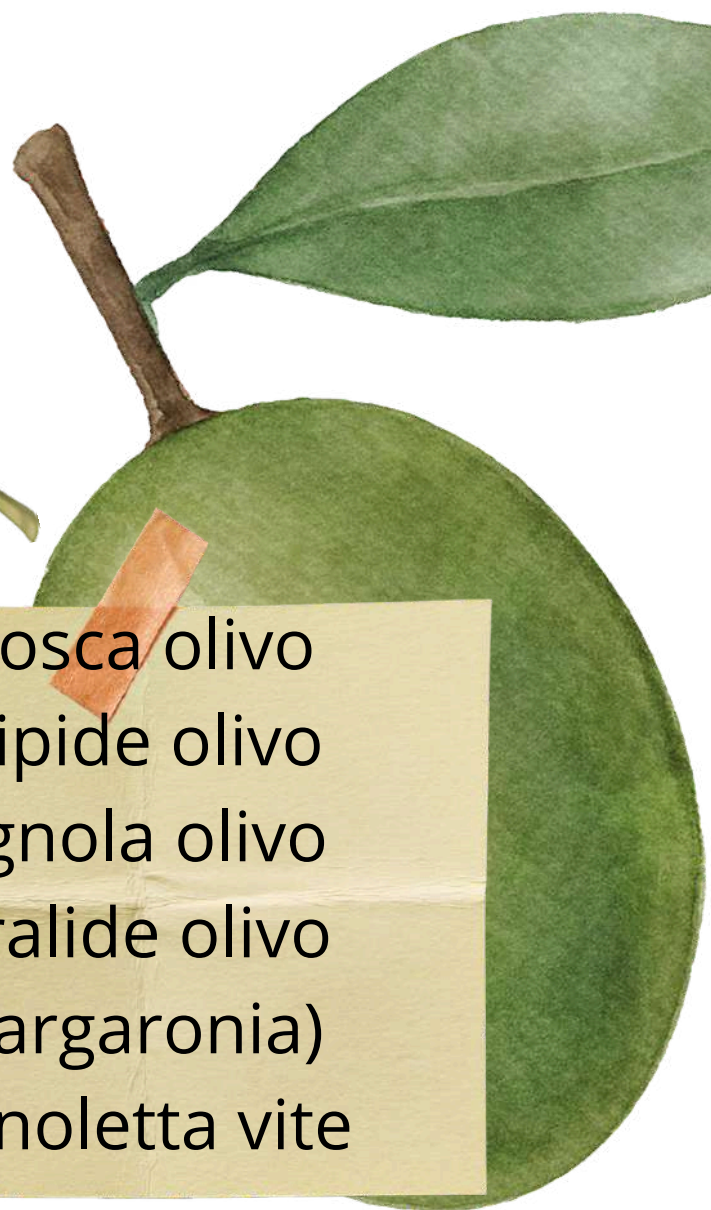 osca olivo
ipide olivo
gnola olivo
ralide olivo
argaronia)
noletta vite